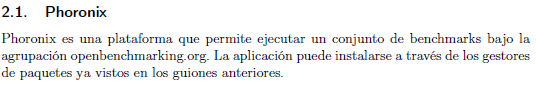 2.1. Phoronix
Phoronix es una plataforma que permite ejecutar un conjunto de benchmarks bajo la
agrupación openbenchmarking.org. La aplicación puede instalarse a través de los gestores
de paquetes ya vistos en los guiones anteriores.